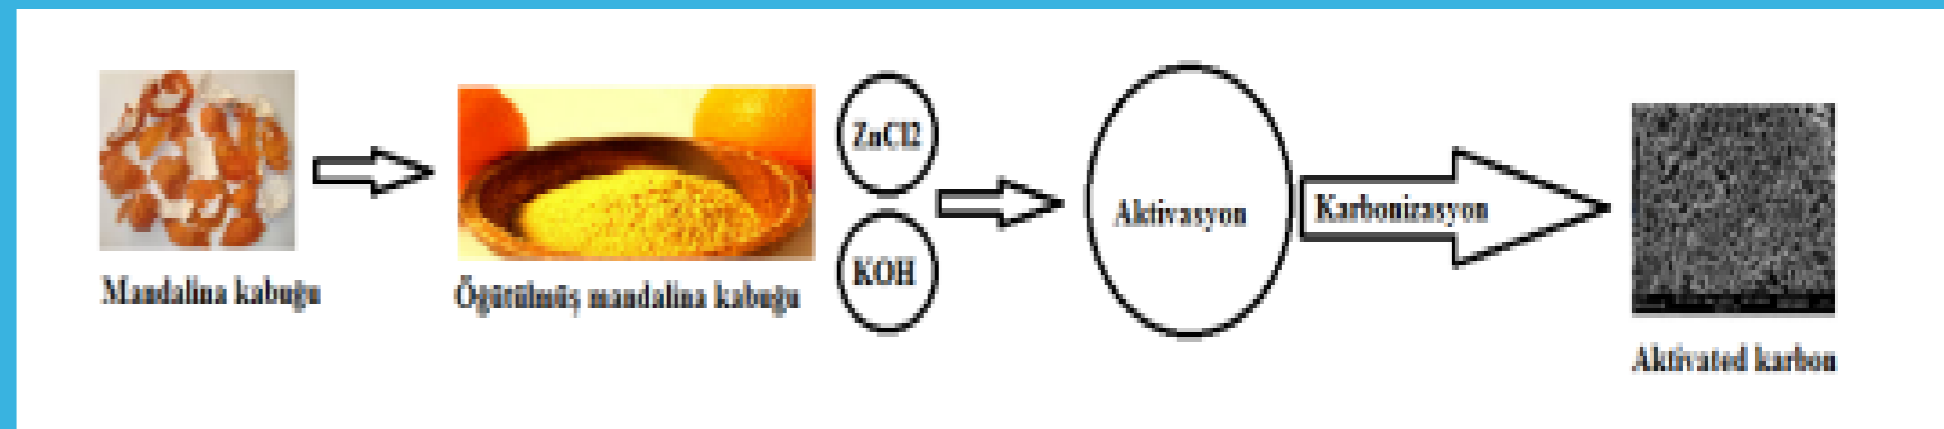 Mandalina kabuğu
Öğütülmüş mandalina kabuğu
ZnCl2
KOH
Aktivasyon
Karbonizasyon
Aktivated karbon